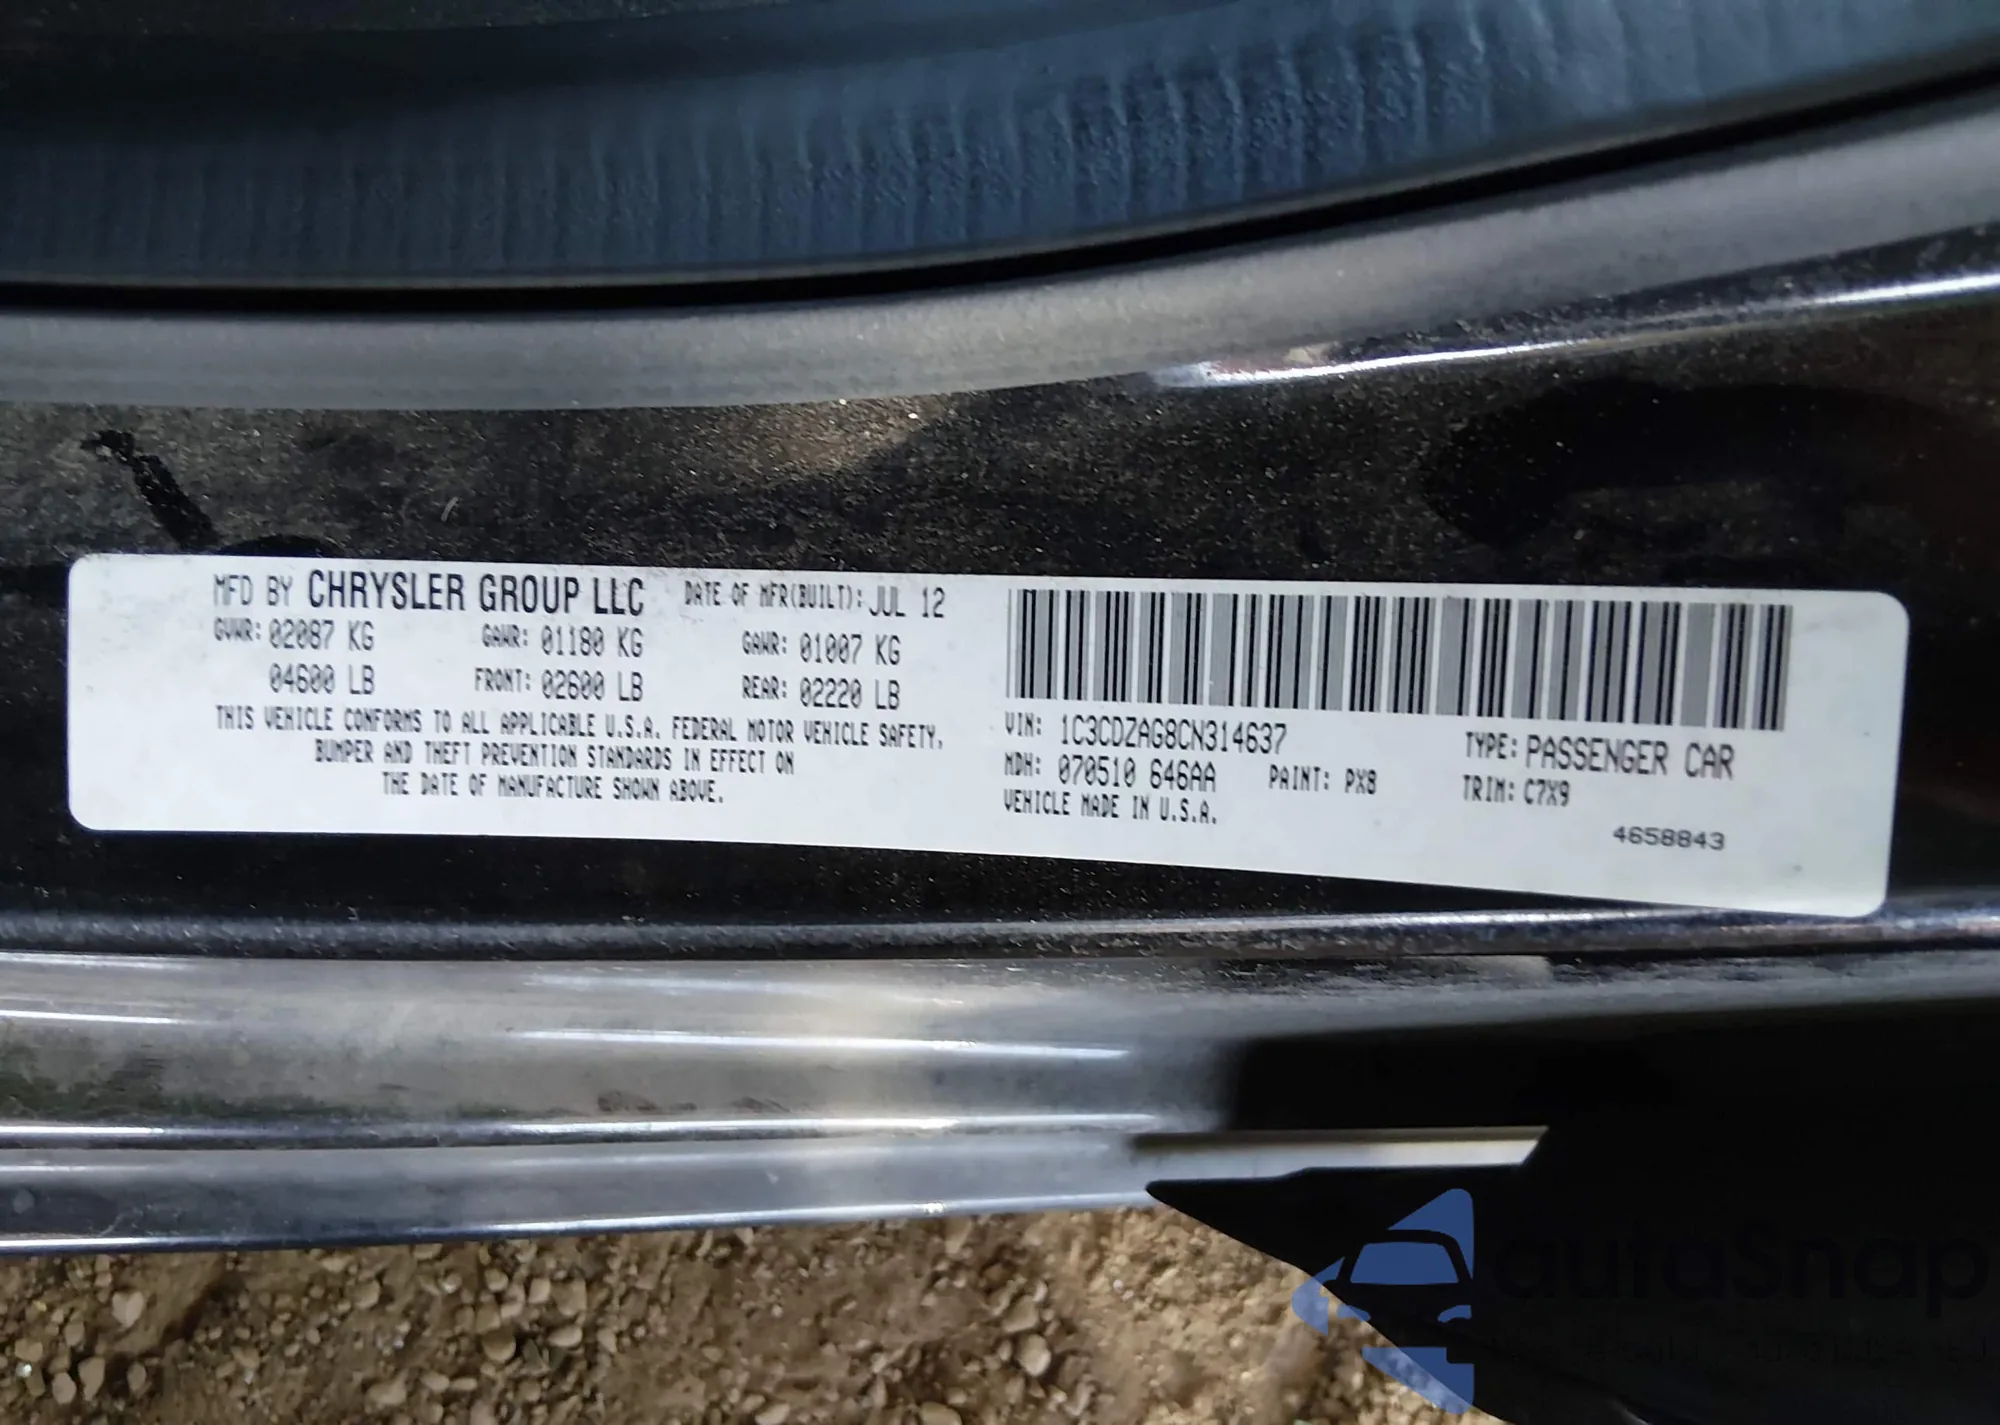 MFD BY CHRYSLER GROUP LLC DATE OF MFR(BUILT): JUL 12
GVWR: 02087 KG GAWR: 01180 KG GAWR: 01007 KG
04600 LB FRONT: 02600 LB REAR: 02220 LB
THIS VEHICLE CONFORMS TO ALL APPLICABLE U.S.A. FEDERAL MOTOR VEHICLE SAFETY,
BUMPER AND THEFT PREVENTION STANDARDS IN EFFECT ON
THE DATE OF MANUFACTURE SHOWN ABOVE.
VIN: 1C3CDZAG8CN314637 TYPE: PASSENGER CAR
MDH: 070510 646AA PAINT: PX8 TRIM: C7X9
VEHICLE MADE IN U.S.A.
4658843
autasnap